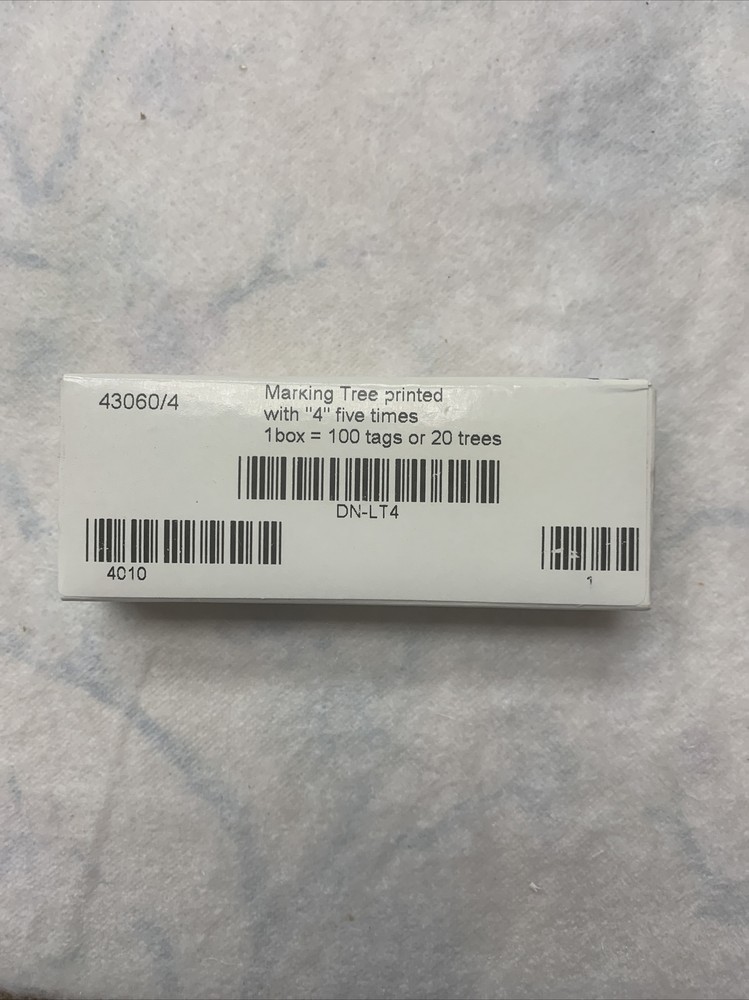 43060/4
Marking Tree printed
with "4" five times
1box = 100 tags or 20 trees
DN-LT4
4010
1